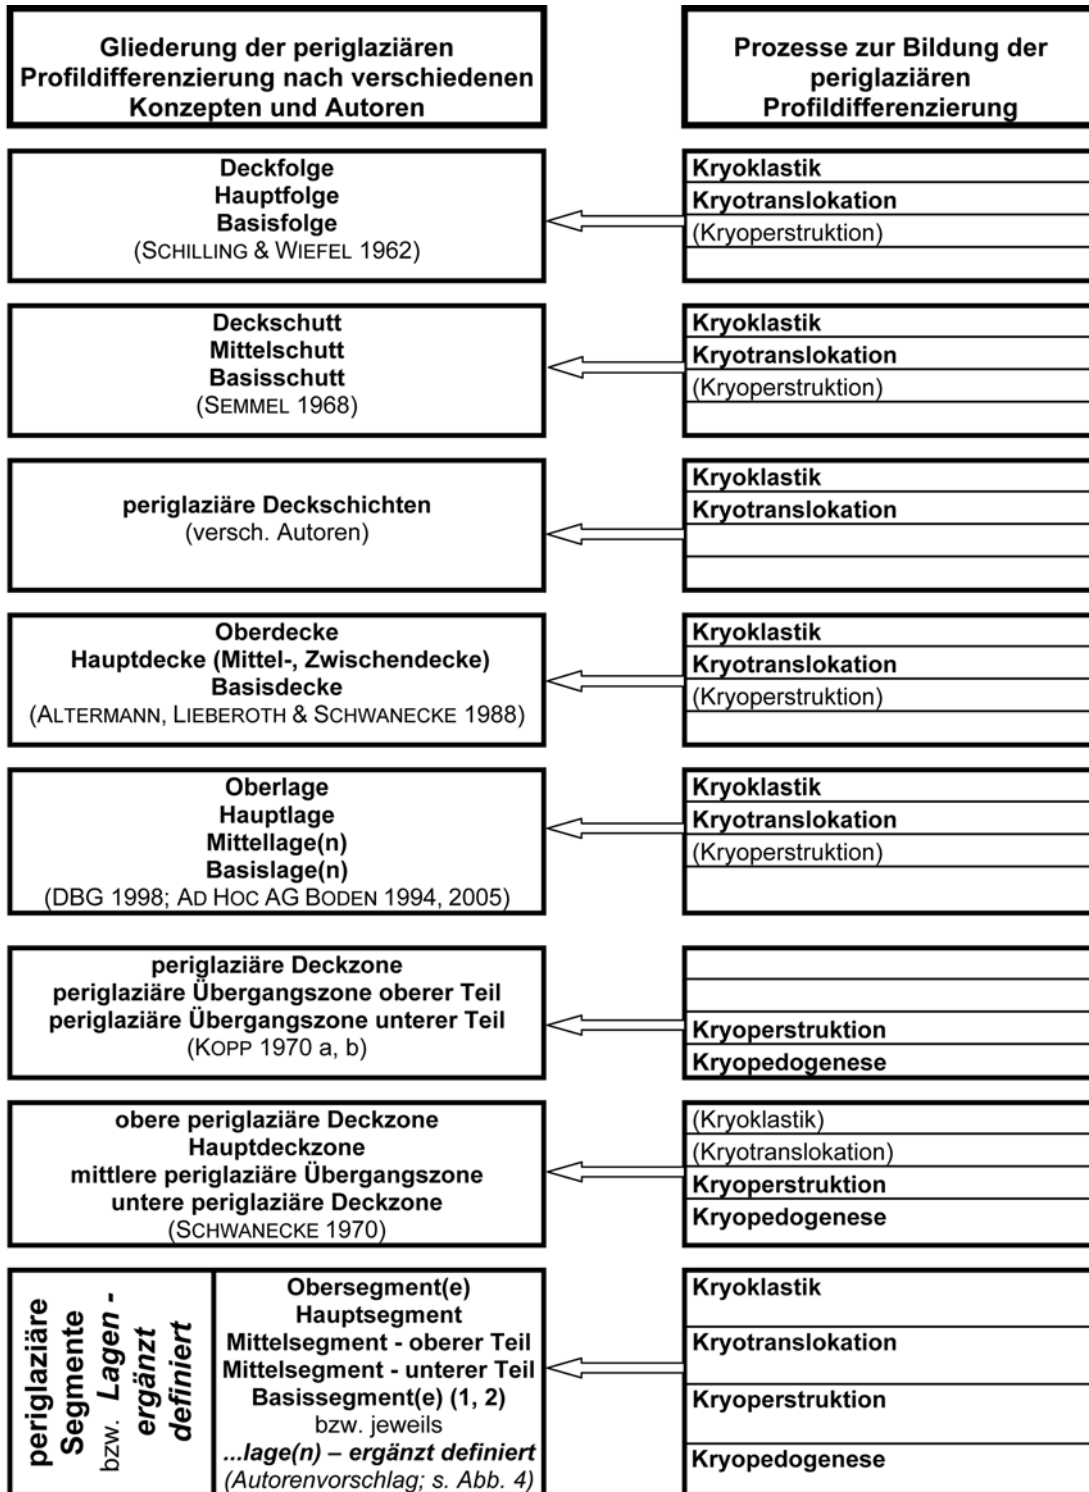 Gliederung der periglaziären
Profildifferenzierung nach verschiedenen
Konzepten und Autoren
Prozesse zur Bildung der
periglaziären
Profildifferenzierung
Deckfolge
Hauptfolge
Basisfolge
(SCHILLING & WIEFEL 1962)
Kryoklastik
Kryotranslokation
(Kryoperstruktion)
Deckschutt
Mittelschutt
Basisschutt
(SEMMEL 1968)
Kryoklastik
Kryotranslokation
(Kryoperstruktion)
periglaziäre Deckschichten
(versch. Autoren)
Kryoklastik
Kryotranslokation
Oberdecke
Hauptdecke (Mittel-, Zwischendecke)
Basisdecke
(ALTERMANN, LIEBEROTH & SCHWANECKE 1988)
Kryoklastik
Kryotranslokation
(Kryoperstruktion)
Oberlage
Hauptlage
Mittellage(n)
Basislage(n)
(DBG 1998; AD HOC AG BODEN 1994, 2005)
Kryoklastik
Kryotranslokation
(Kryoperstruktion)
periglaziäre Deckzone
periglaziäre Übergangszone oberer Teil
periglaziäre Übergangszone unterer Teil
(KOPP 1970 a, b)
Kryoperstruktion
Kryopedogenese
obere periglaziäre Deckzone
Hauptdeckzone
mittlere periglaziäre Übergangszone
untere periglaziäre Deckzone
(SCHWANECKE 1970)
(Kryoklastik)
(Kryotranslokation)
Kryoperstruktion
Kryopedogenese
periglaziäre
Segmente
bzw. Lagen -
ergänzt
definiert
Obersegment(e)
Hauptsegment
Mittelsegment - oberer Teil
Mittelsegment - unterer Teil
Basissegment(e) (1, 2)
bzw. jeweils
...lage(n) – ergänzt definiert
(Autorenvorschlag; s. Abb. 4)
Kryoklastik
Kryotranslokation
Kryoperstruktion
Kryopedogenese